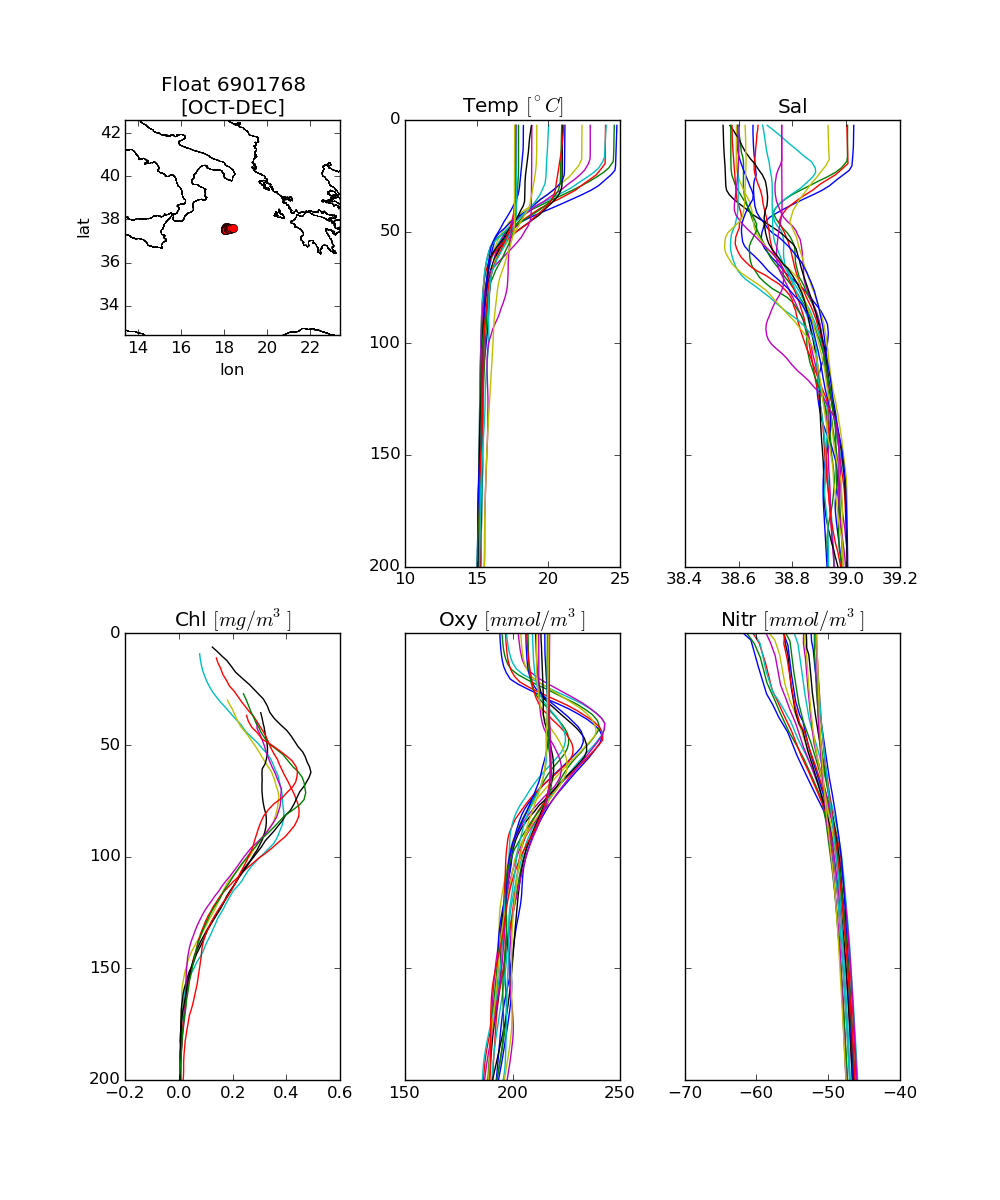 Float 6901768
[OCT-DEC]
42
40
38
36
34
lat
14 16 18 20 22
lon
Temp [°C]
0
50
100
150
200
10 15 20 25
Sal
38.4 38.6 38.8 39.0 39.2
Chl [mg/m³]
0
50
100
150
200
−0.2 0.0 0.2 0.4 0.6
Oxy [mmol/m³]
150 200 250
Nitr [mmol/m³]
−70 −60 −50 −40